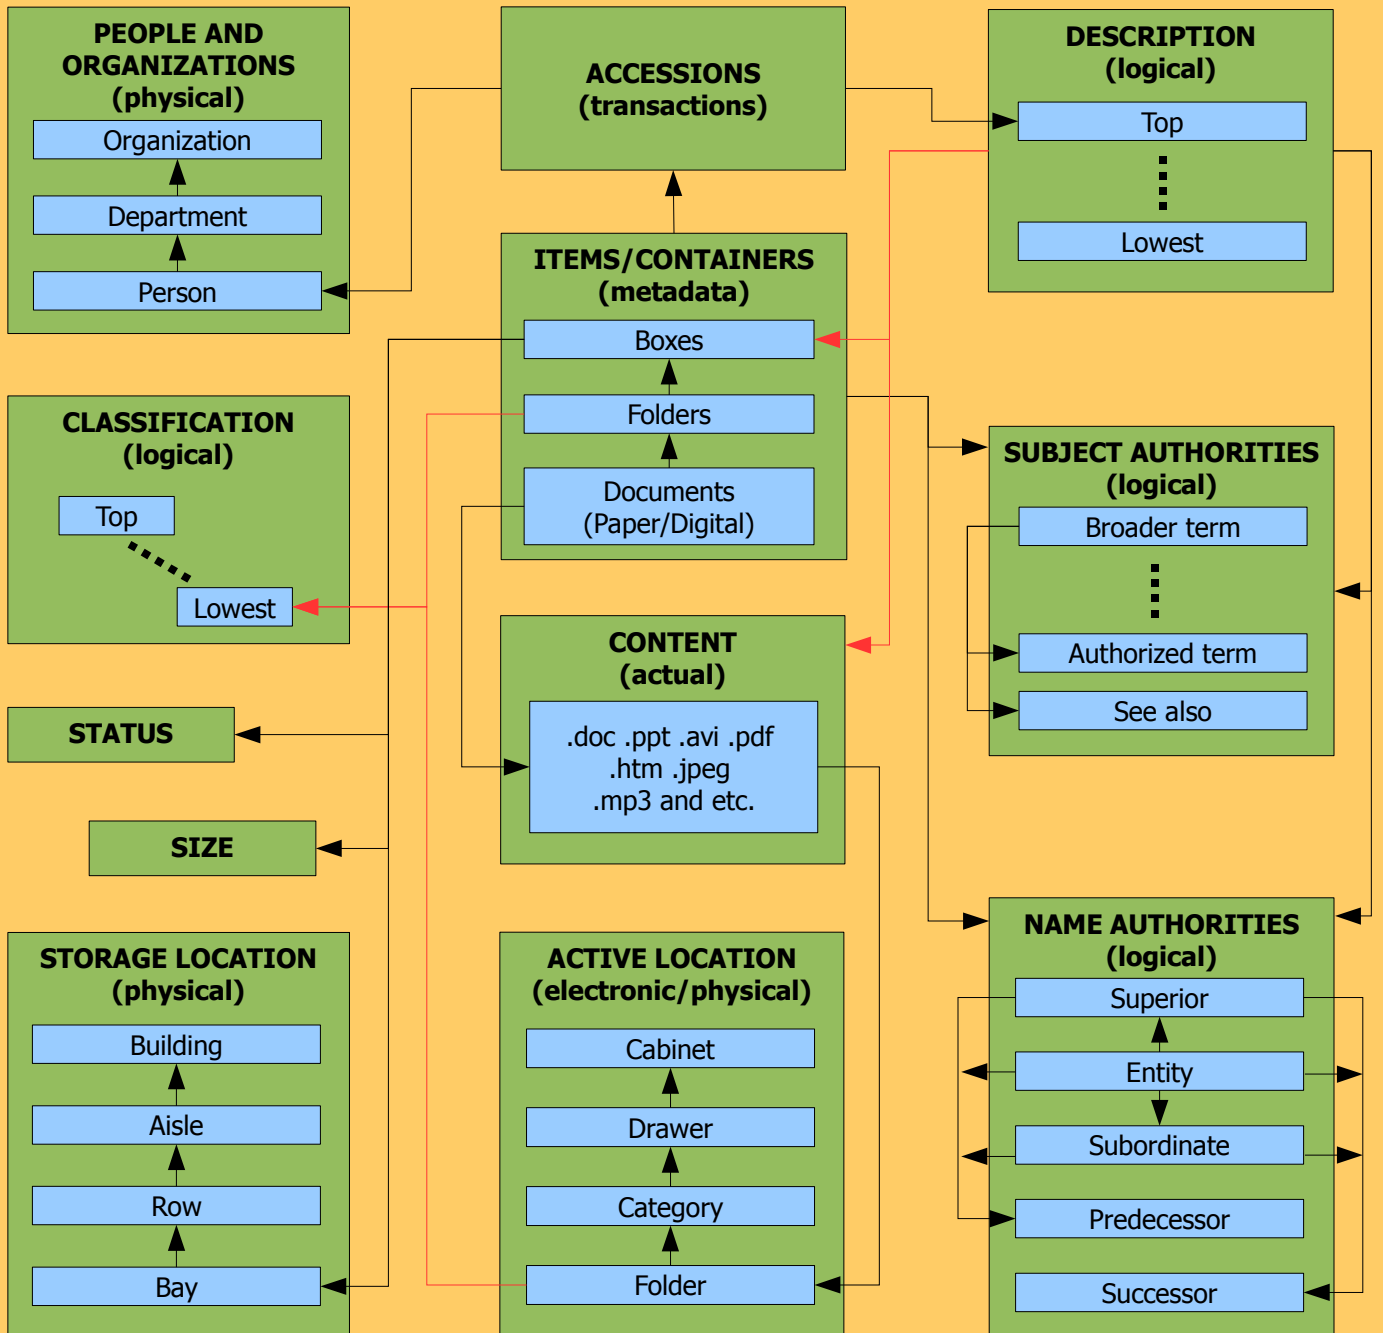 PEOPLE AND
ORGANIZATIONS
(physical)
Organization
Department
Person
ACCESSIONS
(transactions)
DESCRIPTION
(logical)
Top
Lowest
ITEMS/CONTAINERS
(metadata)
Boxes
Folders
Documents
(Paper/Digital)
CLASSIFICATION
(logical)
Top
Lowest
SUBJECT AUTHORITIES
(logical)
Broader term
Authorized term
See also
CONTENT
(actual)
.doc .ppt .avi .pdf
.htm .jpeg
.mp3 and etc.
STATUS
SIZE
STORAGE LOCATION
(physical)
Building
Aisle
Row
Bay
ACTIVE LOCATION
(electronic/physical)
Cabinet
Drawer
Category
Folder
NAME AUTHORITIES
(logical)
Superior
Entity
Subordinate
Predecessor
Successor